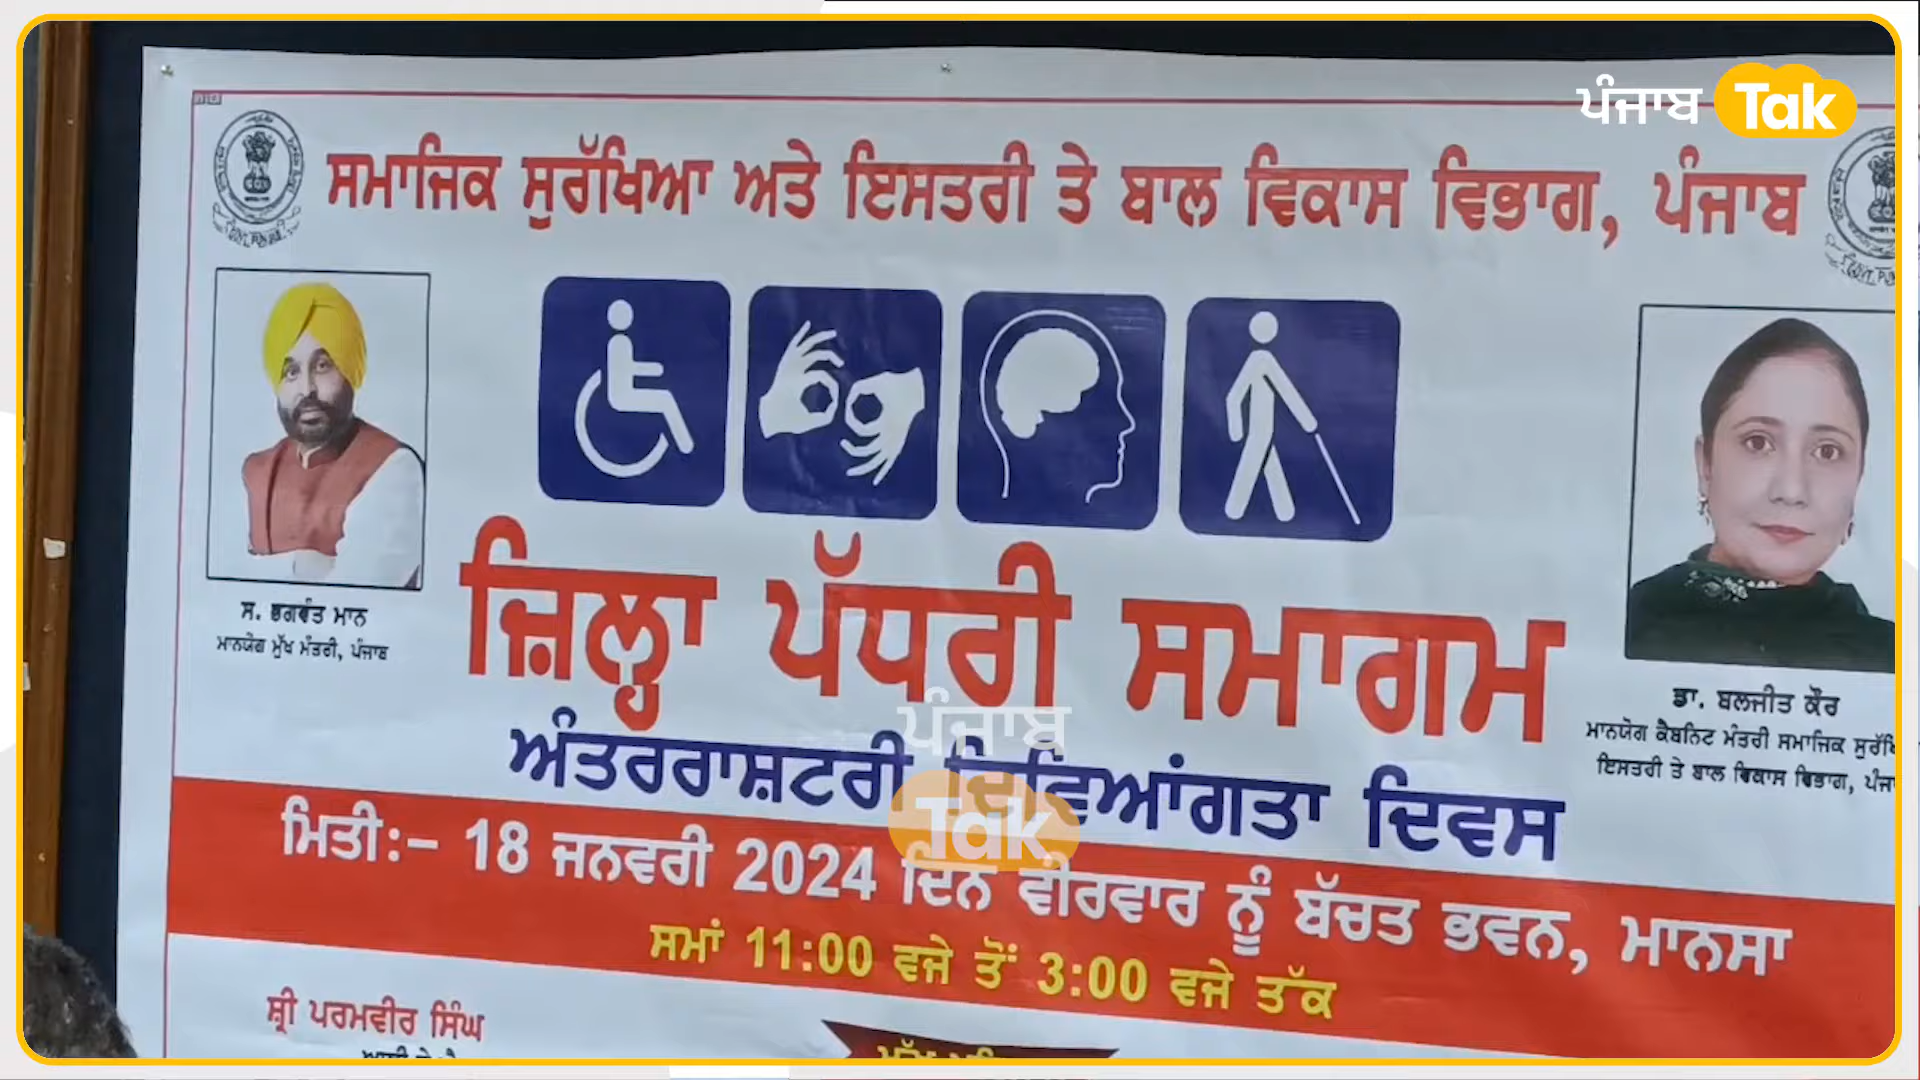 ਪੰਜਾਬ Tak
ਸਮਾਜਿਕ ਸੁਰੱਖਿਆ ਅਤੇ ਇਸਤਰੀ ਤੇ ਬਾਲ ਵਿਕਾਸ ਵਿਭਾਗ, ਪੰਜਾਬ
ਸ. ਭਗਵੰਤ ਮਾਨ
ਮਾਨਯੋਗ ਮੁੱਖ ਮੰਤਰੀ, ਪੰਜਾਬ
ਜ਼ਿਲ੍ਹਾ ਪੱਧਰੀ ਸਮਾਗਮ
ਡਾ. ਬਲਜੀਤ ਕੌਰ
ਮਾਨਯੋਗ ਕੈਬਨਿਟ ਮੰਤਰੀ ਸਮਾਜਿਕ
ਇਸਤਰੀ ਤੇ ਬਾਲ ਵਿਕਾਸ ਵਿਭਾਗ,
ਅੰਤਰਰਾਸ਼ਟਰੀ ਦਿਵਿਆਂਗਤਾ ਦਿਵਸ
ਪੰਜਾਬ
Tak
ਮਿਤੀ:- 18 ਜਨਵਰੀ 2024 ਦਿਨ ਵੀਰਵਾਰ ਨੂੰ ਬੱਚਤ ਭਵਨ, ਮਾਨਸਾ
ਸਮਾਂ 11:00 ਵਜੇ ਤੋਂ 3:00 ਵਜੇ ਤੱਕ
ਸ਼੍ਰੀ ਪਰਮਵੀਰ ਸਿੰਘ